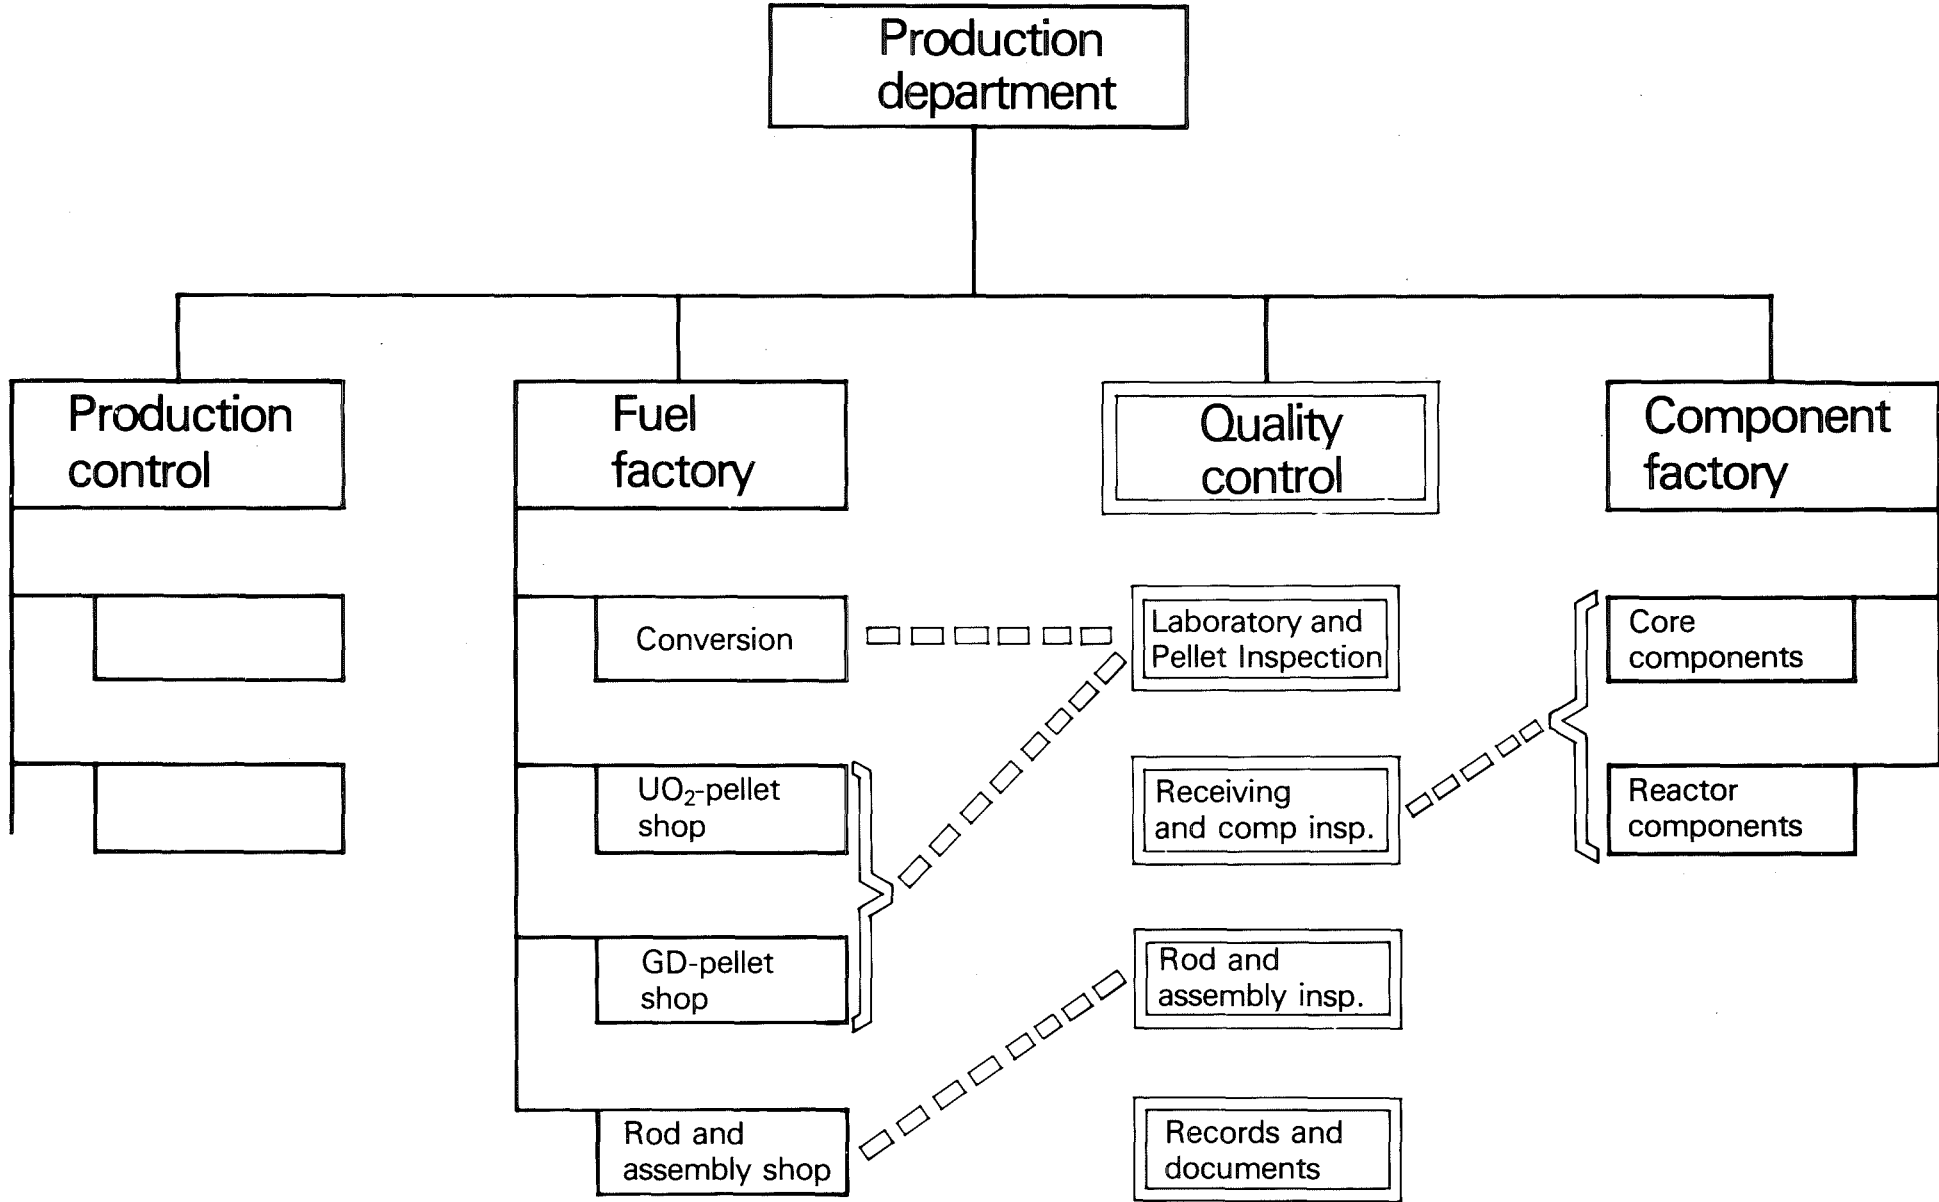 Production
department
Production
control
Fuel
factory
Quality
control
Component
factory
Conversion
Laboratory and
Pellet Inspection
Core
components
UO₂-pellet
shop
Receiving
and comp insp.
Reactor
components
GD-pellet
shop
Rod and
assembly insp.
Rod and
assembly shop
Records and
documents